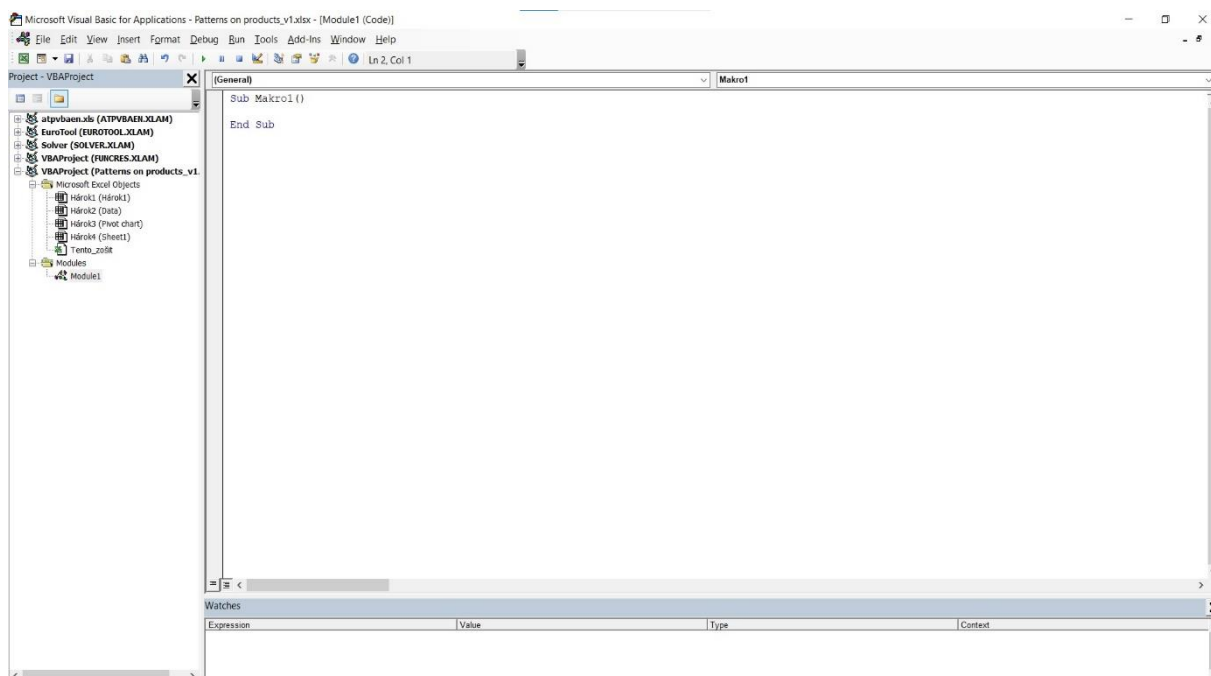 Microsoft Visual Basic for Applications - Patterns on products_v1.xlsx - [Module1 (Code)]
File Edit View Insert Format Debug Run Tools Add-Ins Window Help
Ln 2, Col 1
Project - VBAProject
(General)
Makro1
Sub Makro1()
End Sub
atpvbaen.xls (ATPVBAEN.XLAM)
EuroTool (EUROTOOL.XLAM)
Solver (SOLVER.XLAM)
VBAProject (FUNCRES.XLAM)
VBAProject (Patterns on products_v1.
Microsoft Excel Objects
Hárok1 (Hárok1)
Hárok2 (Data)
Hárok3 (Pivot chart)
Hárok4 (Sheet1)
Tento_zošit
Modules
Module1
Watches
Expression Value Type Context